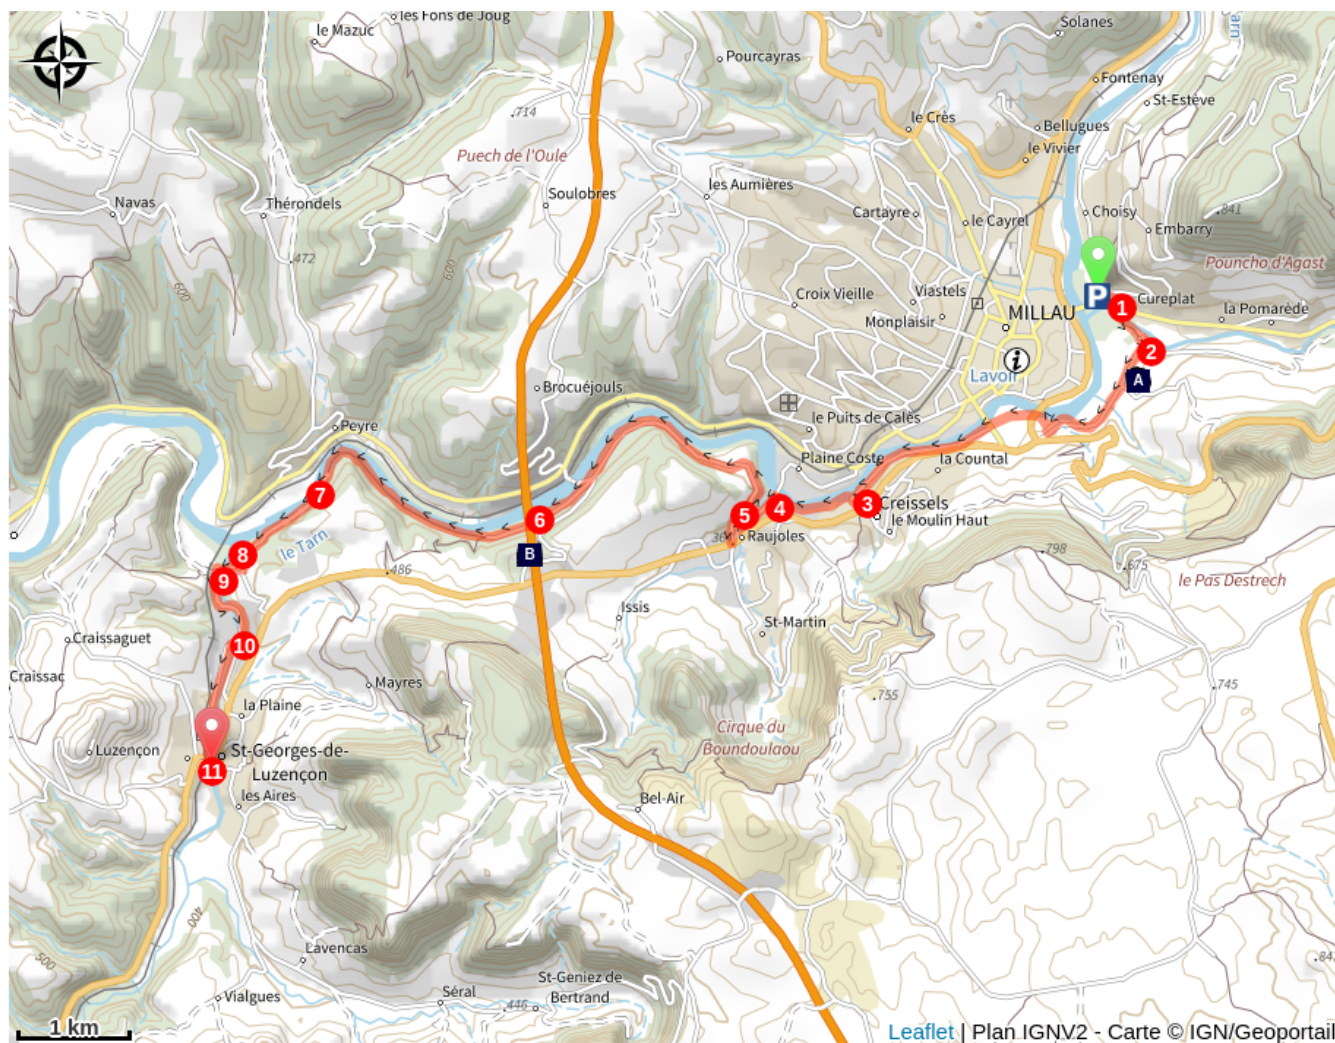 les Fons de Joug
le Mazuc
Solanes
Tarn
Pourcayras
Fontenay
St-Estève
.714
le Crès
Bellugues
Puech de l'Oule
le Vivier
les Aumières
Soulobres
Navas
Thérondels
Cartayre
le Cayrel
Choisy
.841
Embarry
.472
600
600
Pouncho d'Agast
P
Croix Vieille
Viastels
Cureplat
1
la Pomarède
MILLAU
Monplaisir
2
i
Lavoir
A
Brocuéjouls
le Puits de Calès
Peyre
Plaine Coste
la Countal
7
3
Creissels
4
5
6
le Moulin Haut
36
Raujoles
le Tarn
8
B
.798
.675
.486
9
le Pas Destrech
Issis
St-Martin
10
Craissaguet
Craissac
Mayres
.755
.745
la Plaine
Cirque du
Boundoulaou
Luzençon
St-Georges-de-
Luzençon
11
les Aires
Bel-Air
400
500
Lavencas
.84
St-Geniez de
Bertrand
Vialgues
Séral
.446
1 km
Leaflet | Plan IGNV2 - Carte © IGN/Geoportail